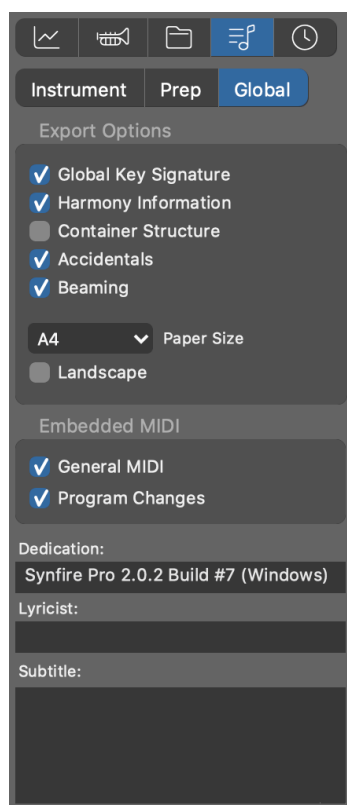 Instrument Prep Global
Export Options
Global Key Signature
Harmony Information
Container Structure
Accidentals
Beaming
A4 Paper Size
Landscape
Embedded MIDI
General MIDI
Program Changes
Dedication:
Synfire Pro 2.0.2 Build #7 (Windows)
Lyricist:
Subtitle: